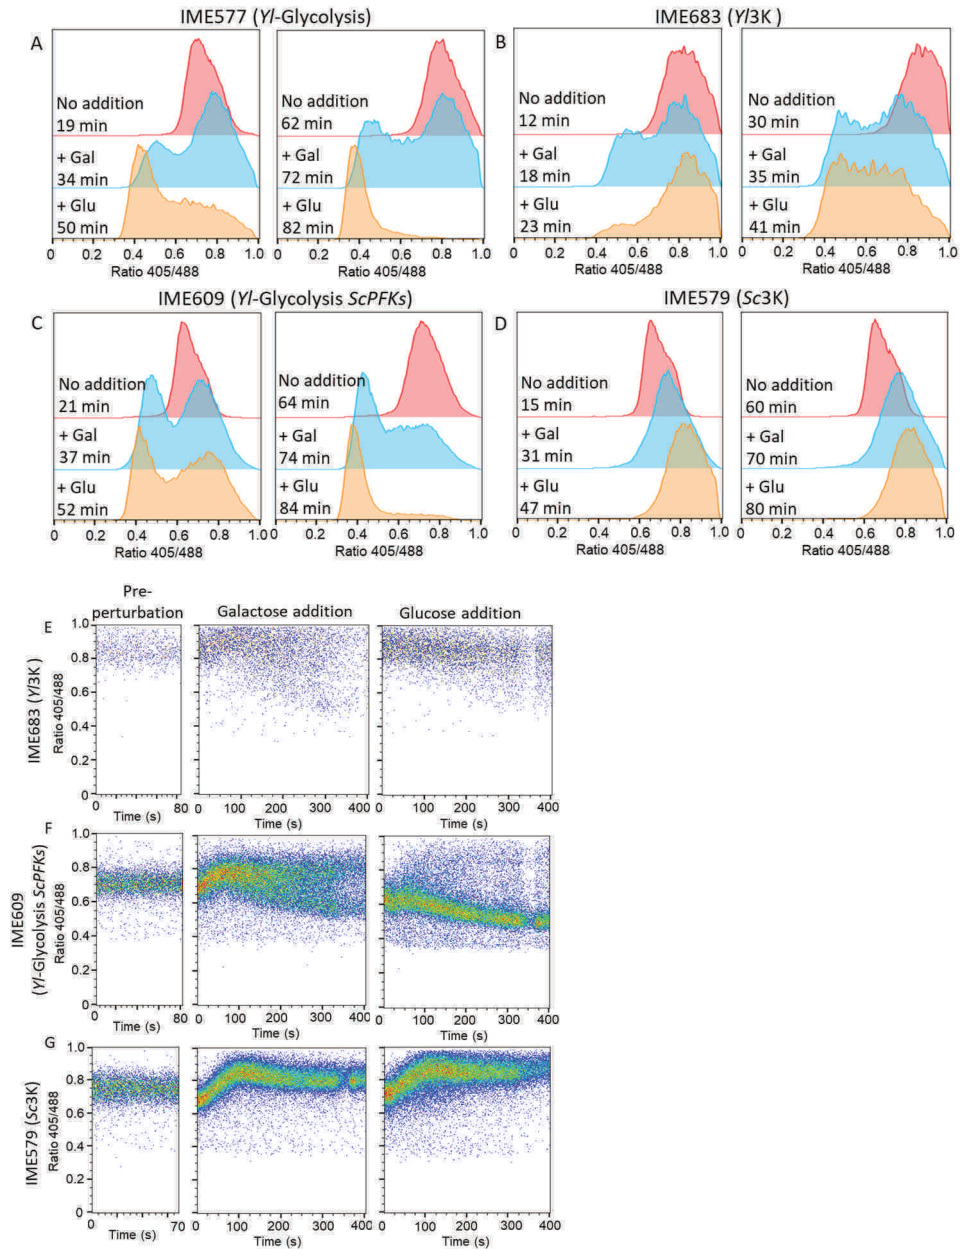 IME577 (Yl-Glycolysis)
IME683 (Yl3K )
A
B
No addition
19 min
+ Gal
34 min
+ Glu
50 min
0
0.2
0.4
0.6
0.8
1.0
Ratio 405/488
No addition
62 min
+ Gal
72 min
+ Glu
82 min
0
0.2
0.4
0.6
0.8
1.0
Ratio 405/488
No addition
12 min
+ Gal
18 min
+ Glu
23 min
0
0.2
0.4
0.6
0.8
1.0
Ratio 405/488
No addition
30 min
+ Gal
35 min
+ Glu
41 min
0
0.2
0.4
0.6
0.8
1.0
Ratio 405/488
IME609 (Yl-Glycolysis ScPFKs)
IME579 (Sc3K)
C
D
No addition
21 min
+ Gal
37 min
+ Glu
52 min
0
0.2
0.4
0.6
0.8
1.0
Ratio 405/488
No addition
64 min
+ Gal
74 min
+ Glu
84 min
0
0.2
0.4
0.6
0.8
1.0
Ratio 405/488
No addition
15 min
+ Gal
31 min
+ Glu
47 min
0
0.2
0.4
0.6
0.8
1.0
Ratio 405/488
No addition
60 min
+ Gal
70 min
+ Glu
80 min
0
0.2
0.4
0.6
0.8
1.0
Ratio 405/488
Pre-
perturbation
Galactose addition
Glucose addition
E
IME683 (Yl3K )
Ratio 405/488
1.0
0.8
0.6
0.4
0.2
0
0
80
Time (s)
0
100
200
300
400
Time (s)
0
100
200
300
400
Time (s)
F
IME609
(Yl-Glycolysis ScPFKs)
Ratio 405/488
1.0
0.8
0.6
0.4
0.2
0
0
80
Time (s)
0
100
200
300
400
Time (s)
0
100
200
300
400
Time (s)
G
IME579 (Sc3K)
Ratio 405/488
1.0
0.8
0.6
0.4
0.2
0
0
70
Time (s)
0
100
200
300
400
Time (s)
0
100
200
300
400
Time (s)